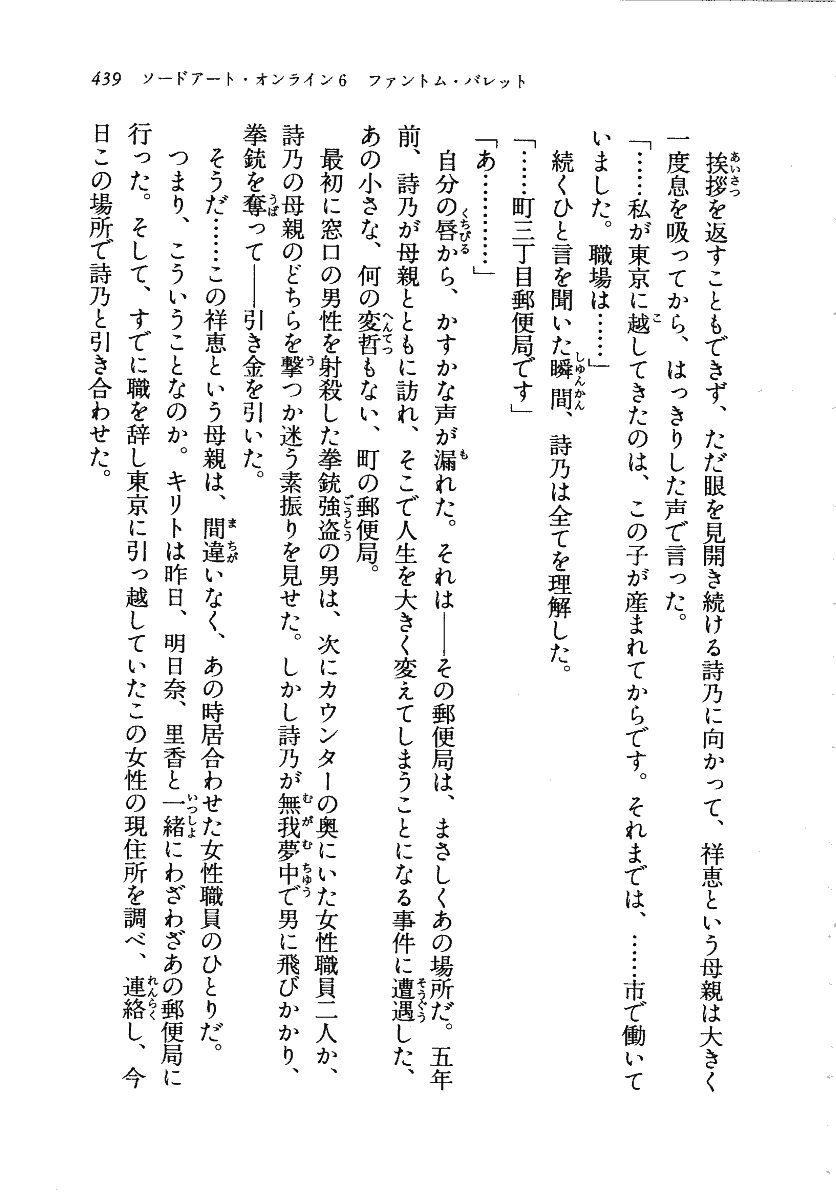 439 ソードアート・オンライン6 ファントム・バレット
挨拶を返すこともできず、ただ眼を見開き続ける詩乃に向かって、祥恵という母親は大きく
一度息を吸ってから、はっきりした声で言った。
「……私が東京に越してきたのは、この子が産まれてからです。それまでは、……市で働いて
いました。職場は……」
続くひと言を聞いた瞬間、詩乃は全てを理解した。
「……町三丁目郵便局です」
「あ…………」
自分の唇から、かすかな声が漏れた。それは──その郵便局は、まさしくあの場所だ。五年
前、詩乃が母親とともに訪れ、そこで人生を大きく変えてしまうことになる事件に遭遇した、
あの小さな、何の変哲もない、町の郵便局。
最初に窓口の男性を射殺した拳銃強盗の男は、次にカウンターの奥にいた女性職員二人か、
詩乃の母親のどちらを撃つか迷う素振りを見せた。しかし詩乃が無我夢中で男に飛びかかり、
拳銃を奪って──引き金を引いた。
そうだ……この祥恵という母親は、間違いなく、あの時居合わせた女性職員のひとりだ。
つまり、こういうことなのか。キリトは昨日、明日奈、里香と一緒にわざわざあの郵便局に
行った。そして、すでに職を辞し東京に引っ越していたこの女性の現住所を調べ、連絡し、今
日この場所で詩乃と引き合わせた。